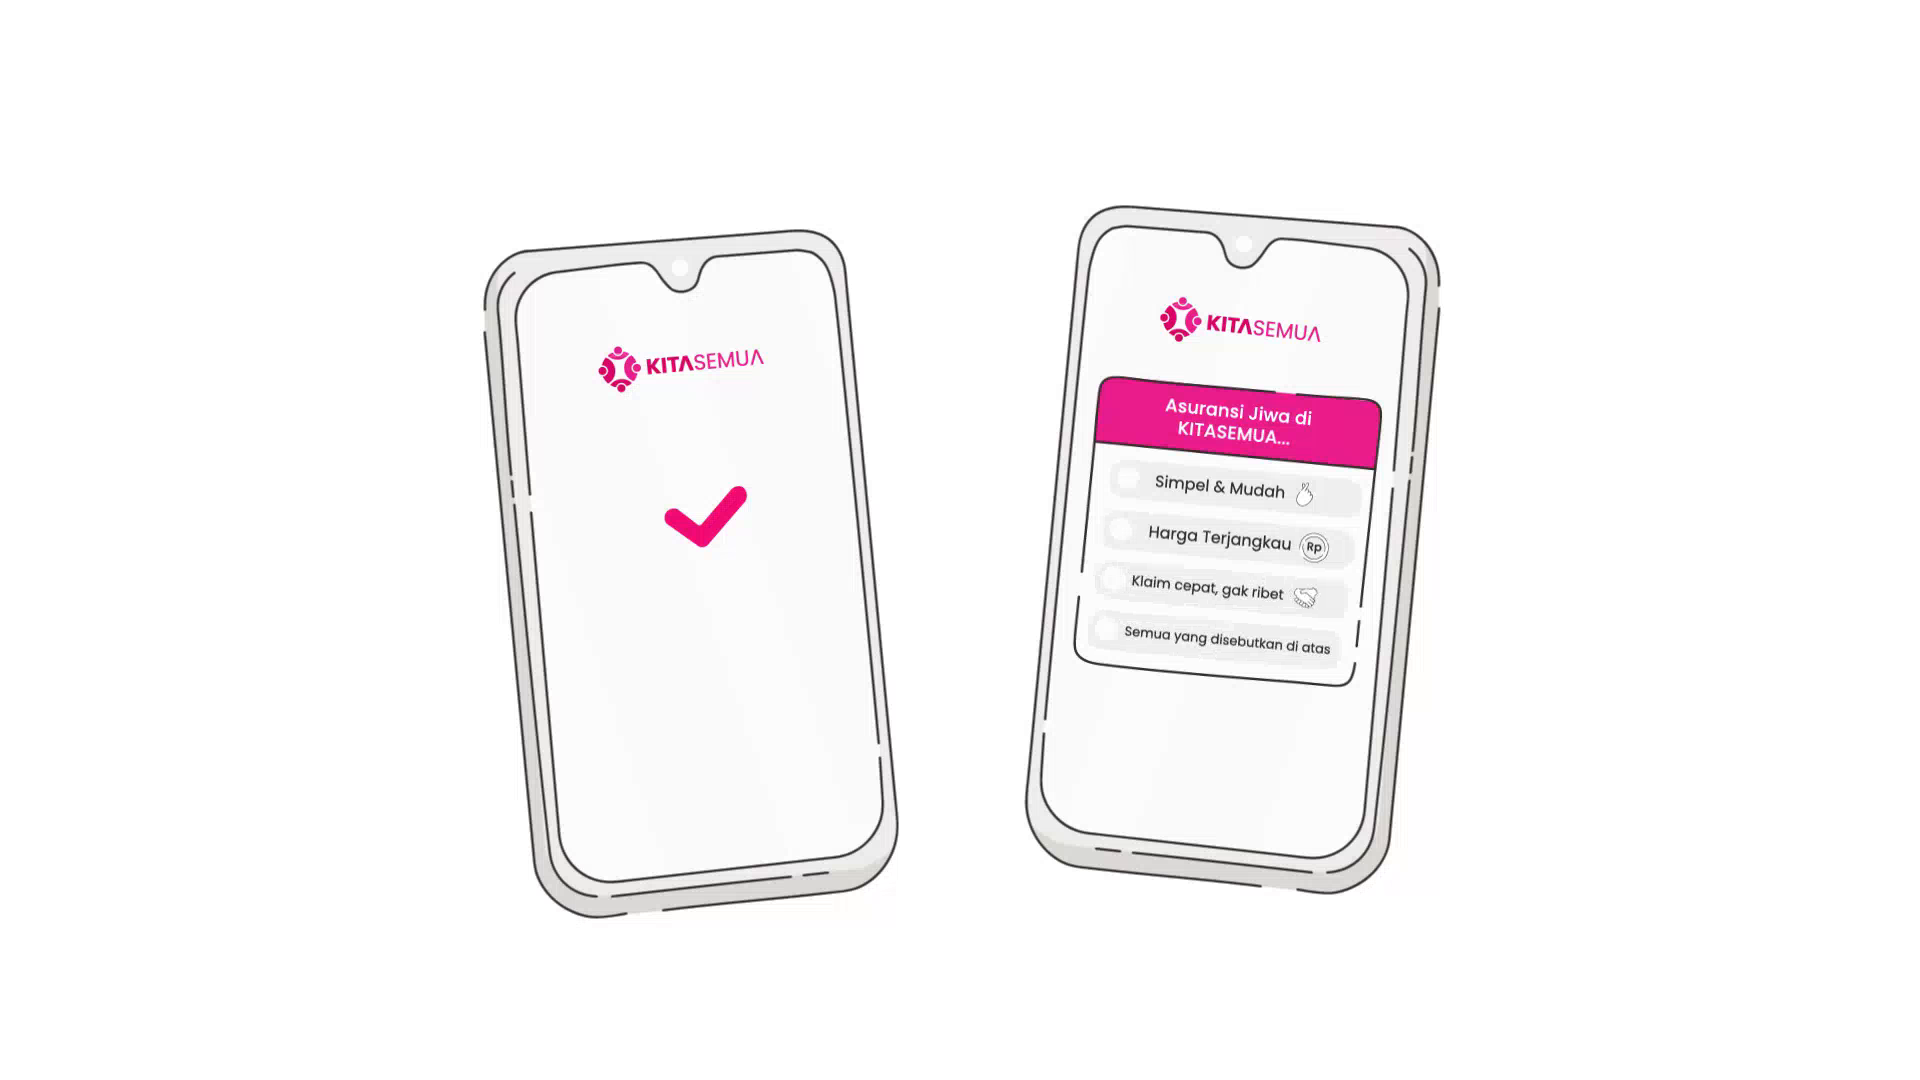 KITASEMUA
KITASEMUA
Asuransi Jiwa di
KITASEMUA...
Simpel & Mudah
Harga Terjangkau Rp
Klaim cepat, gak ribet
Semua yang disebutkan di atas